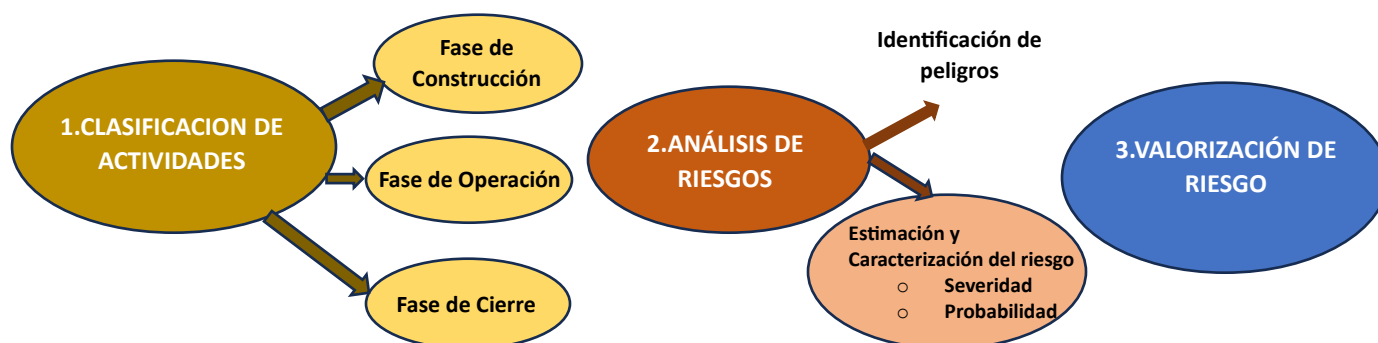 1.CLASIFICACION DE
ACTIVIDADES
Fase de
Construcción
Fase de Operación
Fase de Cierre
2.ANÁLISIS DE
RIESGOS
Identificación de
peligros
Estimación y
Caracterización del riesgo
o Severidad
o Probabilidad
3.VALORIZACIÓN DE
RIESGO